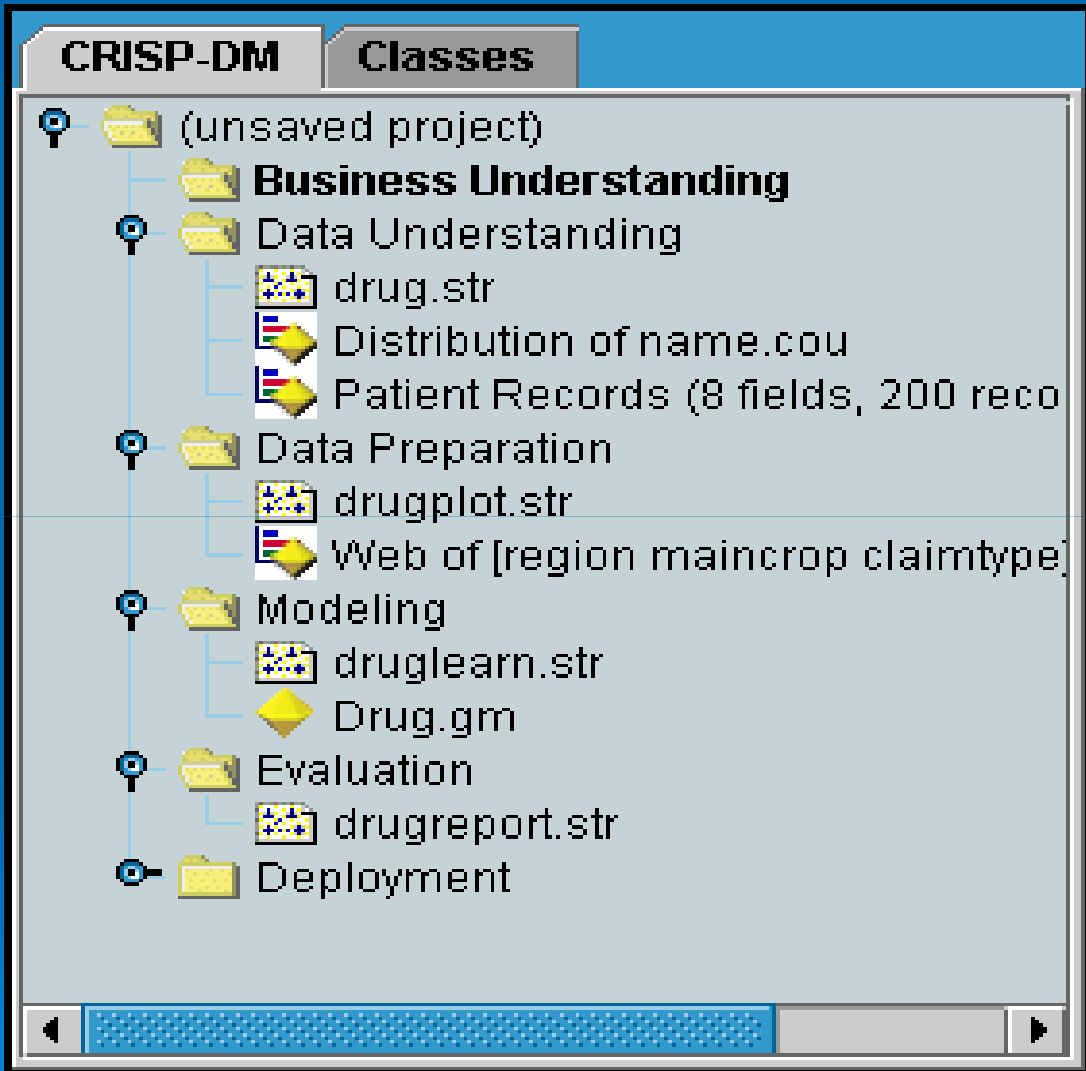 CRISP-DM Classes
(unsaved project)
Business Understanding
Data Understanding
drug.str
Distribution of name.cou
Patient Records (8 fields, 200 reco
Data Preparation
drugplot.str
Web of [region maincrop claimtype]
Modeling
druglearn.str
Drug.gm
Evaluation
drugreport.str
Deployment